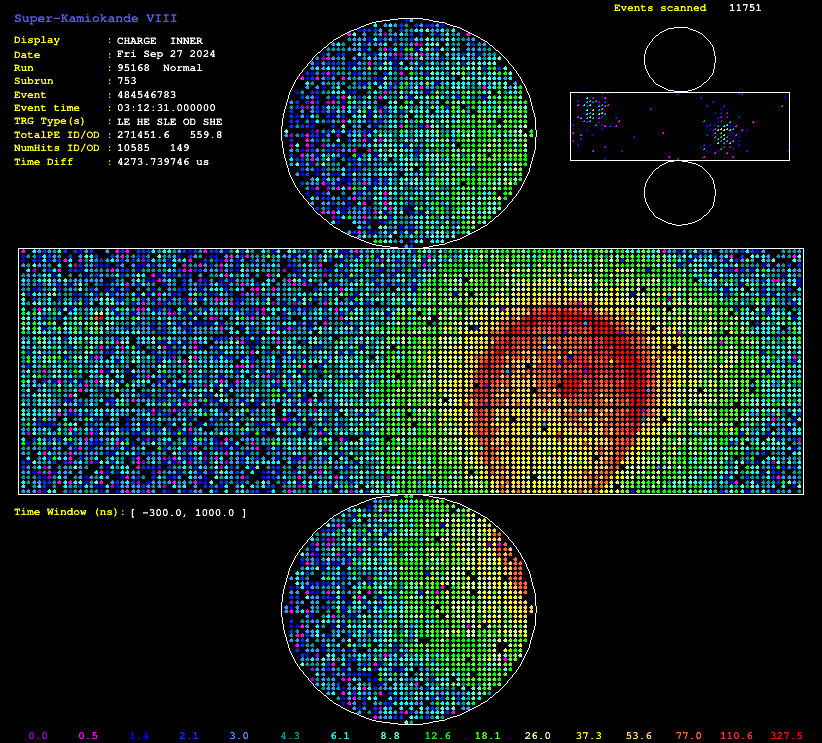 Super-Kamiokande VIII
Events scanned 11751
Display : CHARGE INNER
Date : Fri Sep 27 2024
Run : 95168 Normal
Subrun : 753
Event : 484546783
Event time : 03:12:31.000000
TRG Type(s) : LE HE SLE OD SHE
TotalPE ID/OD : 271451.6 559.8
NumHits ID/OD : 10585 149
Time Diff : 4273.739746 us
Time Window (ns): [ -300.0, 1000.0 ]
0.0 0.5 1.4 2.1 3.0 4.3 6.1 8.8 12.6 18.1 26.0 37.3 53.6 77.0 110.6 327.5